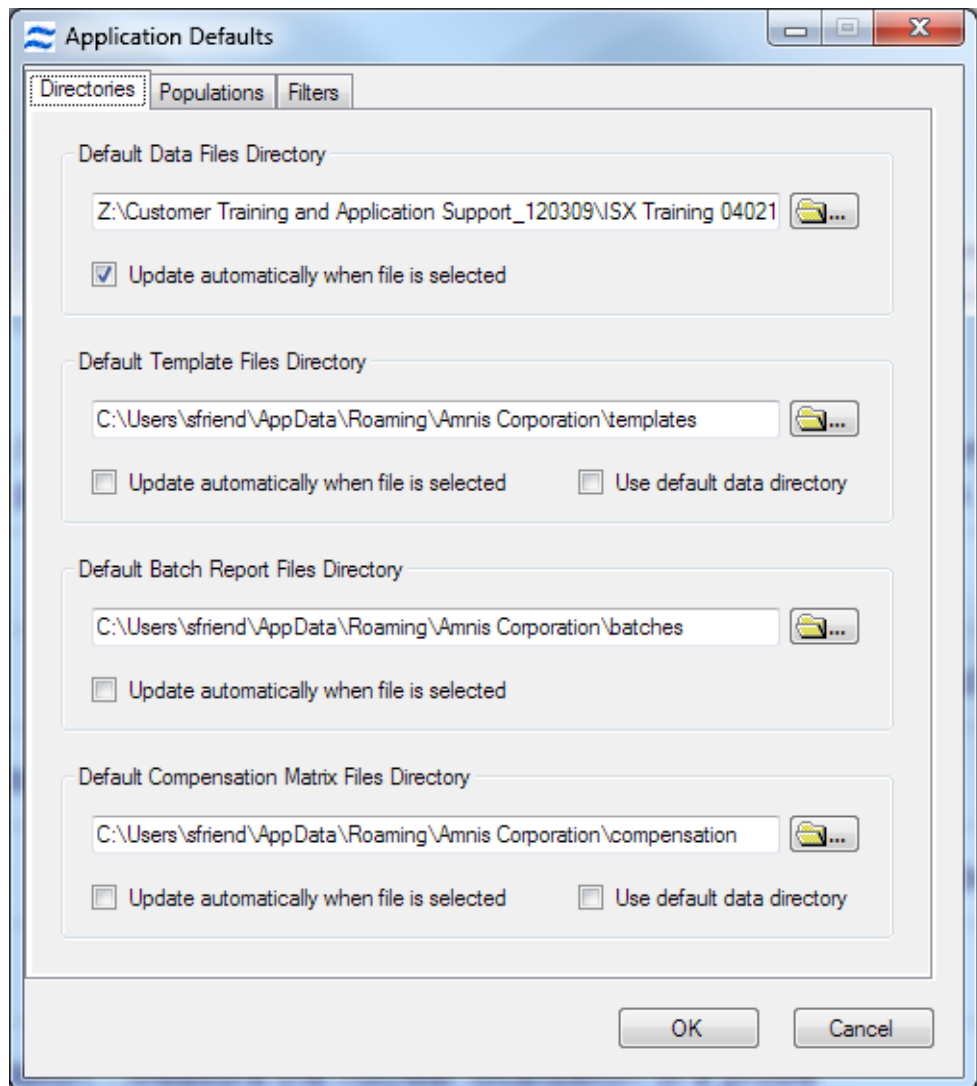 Application Defaults
Directories Populations Filters
Default Data Files Directory
Z:\Customer Training and Application Support_120309\ISX Training 04021
...
Update automatically when file is selected
Default Template Files Directory
C:\Users\sfriend\AppData\Roaming\Amnis Corporation\templates
...
Update automatically when file is selected Use default data directory
Default Batch Report Files Directory
C:\Users\sfriend\AppData\Roaming\Amnis Corporation\batches
...
Update automatically when file is selected
Default Compensation Matrix Files Directory
C:\Users\sfriend\AppData\Roaming\Amnis Corporation\compensation
...
Update automatically when file is selected Use default data directory
OK Cancel